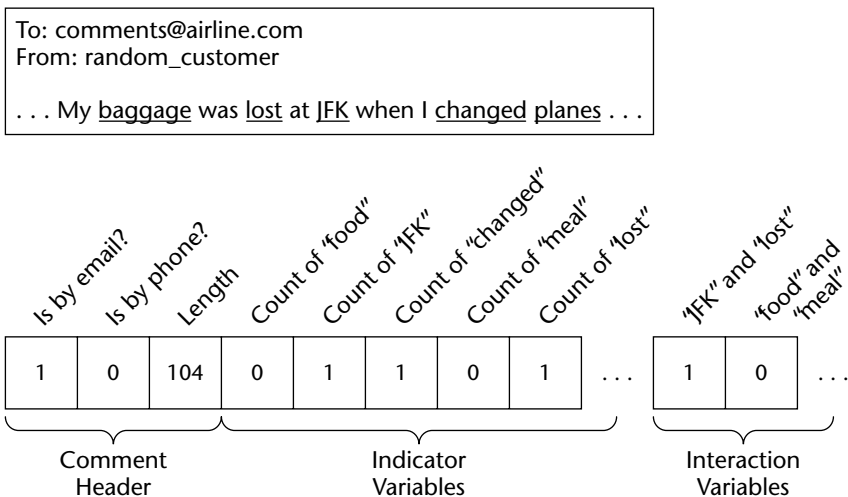 To: comments@airline.com
From: random_customer
. . . My baggage was lost at JFK when I changed planes . . .
Is by email?
Is by phone?
Length
Count of "food"
Count of "JFK"
Count of "changed"
Count of "meal"
Count of "lost"
"JFK" and "lost"
"food" and
"meal"
1 0 104 0 1 1 0 1 . . . 1 0 . . .
Comment
Header
Indicator
Variables
Interaction
Variables